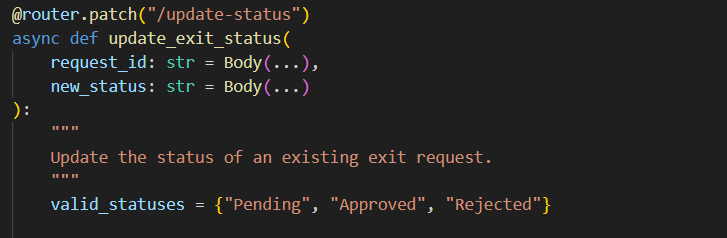 @router.patch("/update-status")
async def update_exit_status(
    request_id: str = Body(...),
    new_status: str = Body(...)
):
    """
    Update the status of an existing exit request.
    """
    valid_statuses = {"Pending", "Approved", "Rejected"}